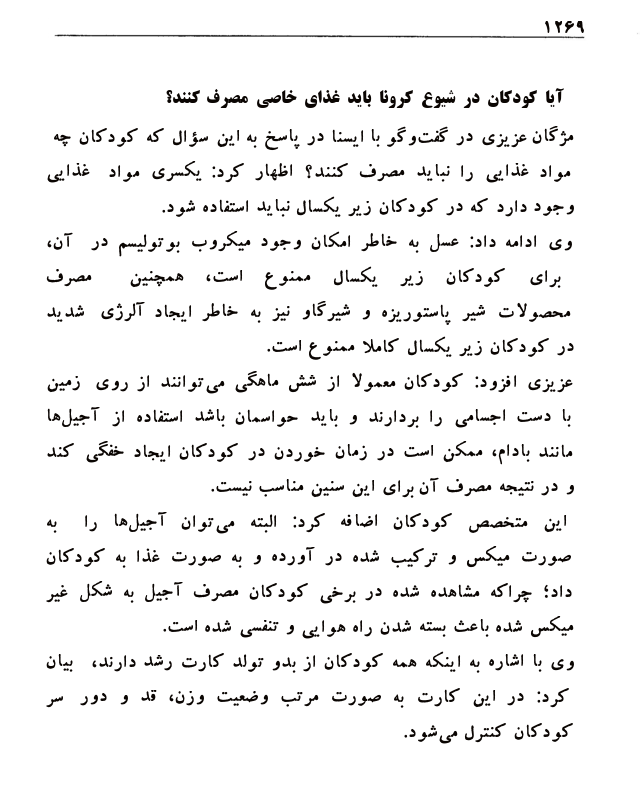 ۱۲۶۹
آیا کودکان در شیوع کرونا باید غذای خاصی مصرف کنند؟
مژگان عزیزی در گفت‌وگو با ایسنا در پاسخ به این سؤال که کودکان چه
مواد غذایی را نباید مصرف کنند؟ اظهار کرد: یکسری مواد غذایی
وجود دارد که در کودکان زیر یکسال نباید استفاده شود.
وی ادامه داد: عسل به خاطر امکان وجود میکروب بوتولیسم در آن،
برای کودکان زیر یکسال ممنوع است، همچنین مصرف
محصولات شیر پاستوریزه و شیرگاو نیز به خاطر ایجاد آلرژی شدید
در کودکان زیر یکسال کاملا ممنوع است.
عزیزی افزود: کودکان معمولا از شش ماهگی می‌توانند از روی زمین
با دست اجسامی را بردارند و باید حواسمان باشد استفاده از آجیل‌ها
مانند بادام، ممکن است در زمان خوردن در کودکان ایجاد خفگی کند
و در نتیجه مصرف آن برای این سنین مناسب نیست.
این متخصص کودکان اضافه کرد: البته می‌توان آجیل‌ها را به
صورت میکس و ترکیب شده در آورده و به صورت غذا به کودکان
داد؛ چراکه مشاهده شده در برخی کودکان مصرف آجیل به شکل غیر
میکس شده باعث بسته شدن راه هوایی و تنفسی شده است.
وی با اشاره به اینکه همه کودکان از بدو تولد کارت رشد دارند، بیان
کرد: در این کارت به صورت مرتب وضعیت وزن، قد و دور سر
کودکان کنترل می‌شود.